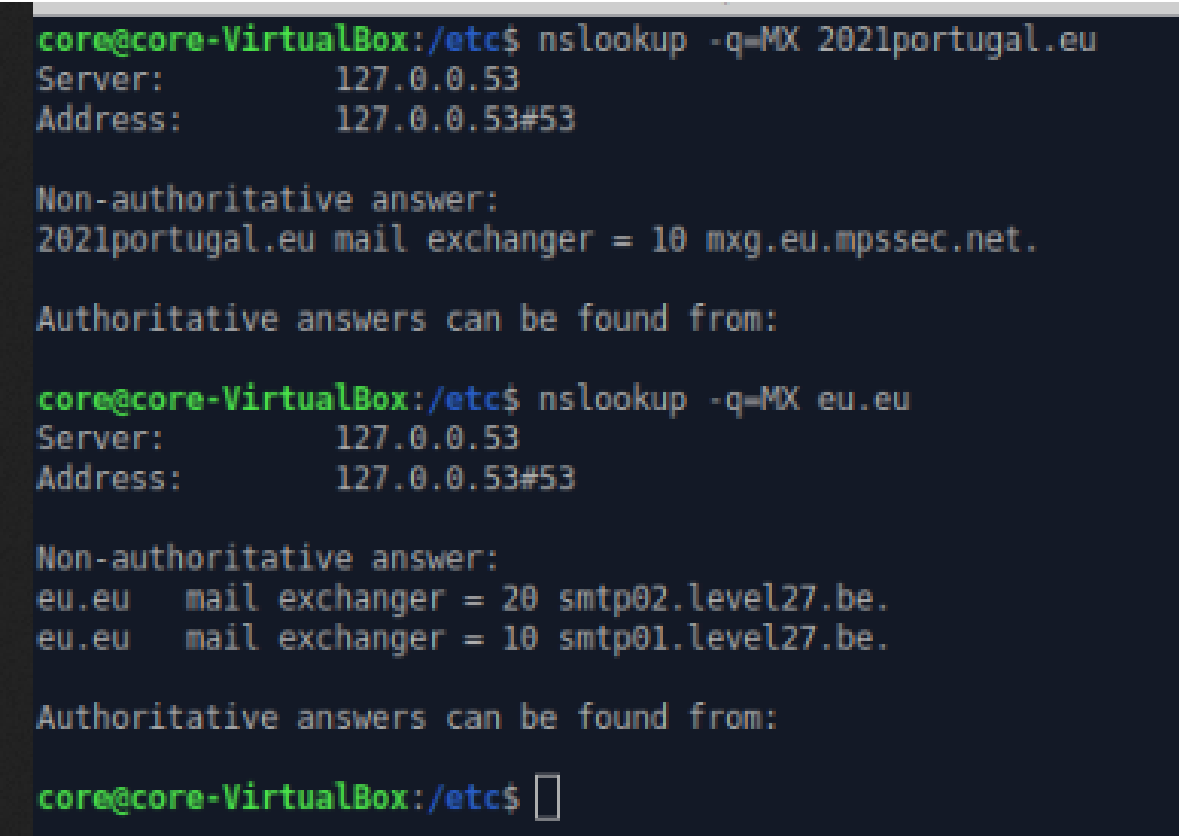 core@core-VirtualBox:/etc$ nslookup -q=MX 2021portugal.eu
Server:         127.0.0.53
Address:        127.0.0.53#53
Non-authoritative answer:
2021portugal.eu mail exchanger = 10 mxg.eu.mpssec.net.
Authoritative answers can be found from:
core@core-VirtualBox:/etc$ nslookup -q=MX eu.eu
Server:         127.0.0.53
Address:        127.0.0.53#53
Non-authoritative answer:
eu.eu   mail exchanger = 20 smtp02.level27.be.
eu.eu   mail exchanger = 10 smtp01.level27.be.
Authoritative answers can be found from:
core@core-VirtualBox:/etc$